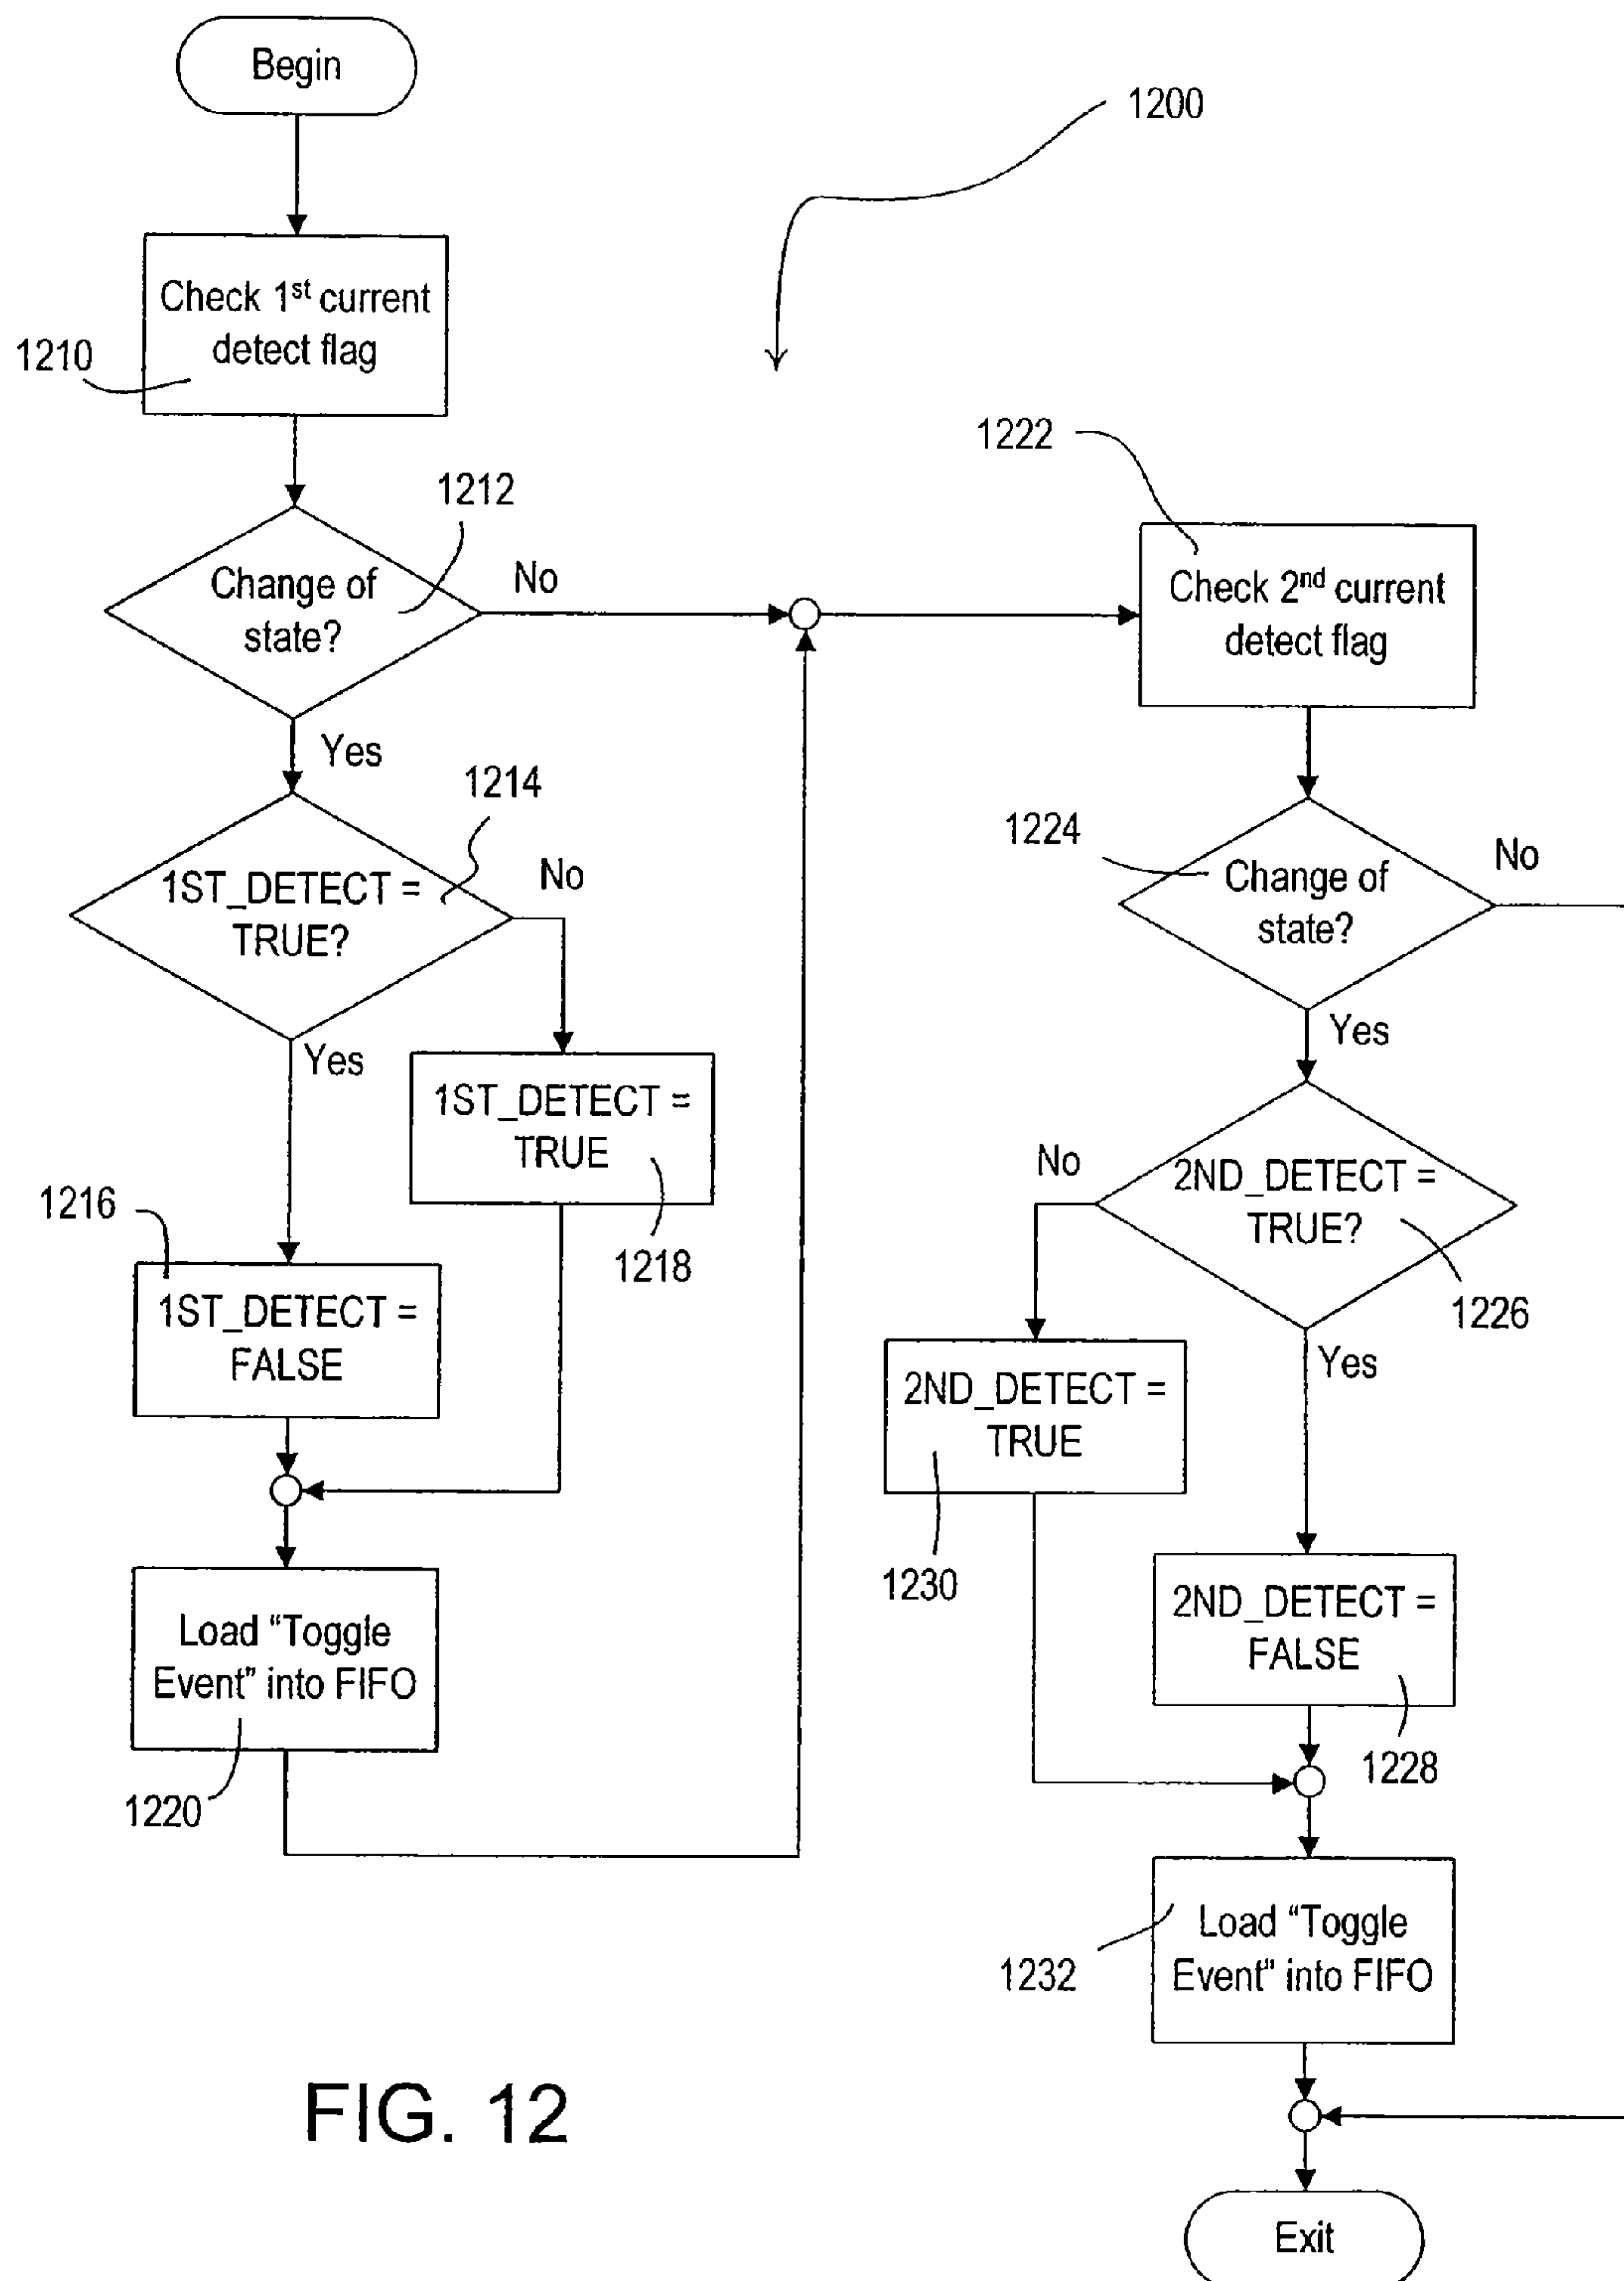 Begin
1200
Check 1st current
detect flag
1210
1212
Change of
state?
No
Yes
1214
1ST_DETECT =
TRUE?
No
Yes
1ST_DETECT =
TRUE
1218
1216
1ST_DETECT =
FALSE
Load “Toggle
Event” into FIFO
1220
1222
Check 2nd current
detect flag
1224
Change of
state?
No
Yes
2ND_DETECT =
TRUE?
No
1226
Yes
2ND_DETECT =
TRUE
1230
2ND_DETECT =
FALSE
1228
Load “Toggle
Event” into FIFO
1232
Exit
FIG. 12